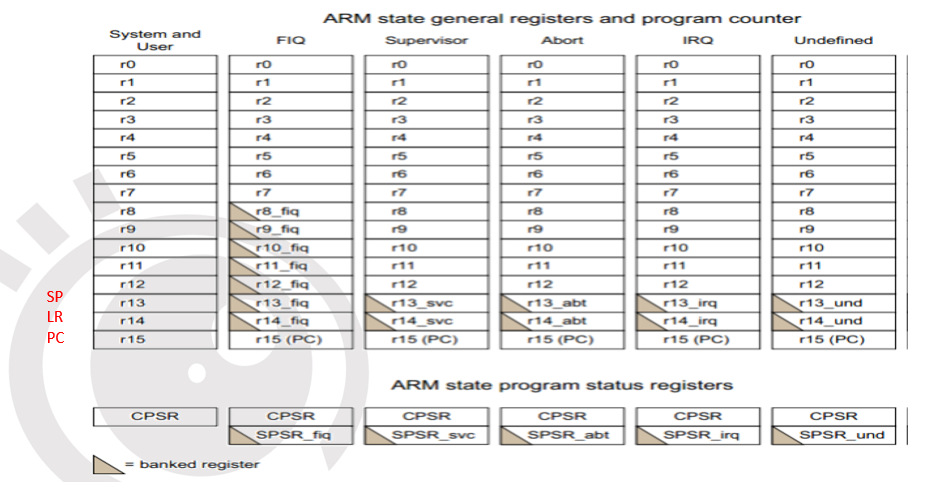 ARM state general registers and program counter
System and User FIQ Supervisor Abort IRQ Undefined
r0 r0 r0 r0 r0 r0
r1 r1 r1 r1 r1 r1
r2 r2 r2 r2 r2 r2
r3 r3 r3 r3 r3 r3
r4 r4 r4 r4 r4 r4
r5 r5 r5 r5 r5 r5
r6 r6 r6 r6 r6 r6
r7 r7 r7 r7 r7 r7
r8 r8_fiq r8 r8 r8 r8
r9 r9_fiq r9 r9 r9 r9
r10 r10_fiq r10 r10 r10 r10
r11 r11_fiq r11 r11 r11 r11
r12 r12_fiq r12 r12 r12 r12
SP r13 r13_fiq r13_svc r13_abt r13_irq r13_und
LR r14 r14_fiq r14_svc r14_abt r14_irq r14_und
PC r15 r15 (PC) r15 (PC) r15 (PC) r15 (PC) r15 (PC)
ARM state program status registers
CPSR CPSR CPSR CPSR CPSR CPSR
SPSR_fiq SPSR_svc SPSR_abt SPSR_irq SPSR_und
= banked register